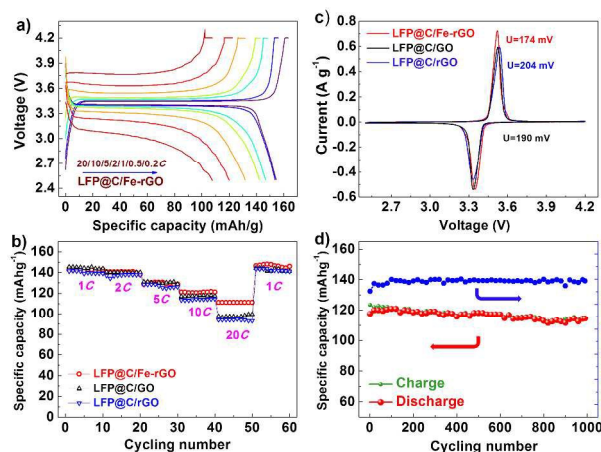 a)
4.2
3.9
3.6
3.3
3.0
2.7
2.4
Voltage (V)
20/10/5/2/1/0.5/0.2C
LFP@C/Fe-rGO
0 20 40 60 80 100 120 140 160
Specific capacity (mAh/g)
c)
0.8
0.6
0.4
0.2
0.0
-0.2
-0.4
-0.6
Current (A g⁻¹)
LFP@C/Fe-rGO
LFP@C/GO
LFP@C/rGO
U=174 mV
U=204 mV
U=190 mV
2.7 3.0 3.3 3.6 3.9 4.2
Voltage (V)
b)
160
140
120
100
80
60
40
Specific capacity (mAhg⁻¹)
1C 2C 5C 10C 20C 1C
LFP@C/Fe-rGO
LFP@C/GO
LFP@C/rGO
0 10 20 30 40 50 60
Cycling number
d)
160
140
120
100
80
60
Specific capacity (mAhg⁻¹)
Charge
Discharge
0 200 400 600 800 1000
Cycling number